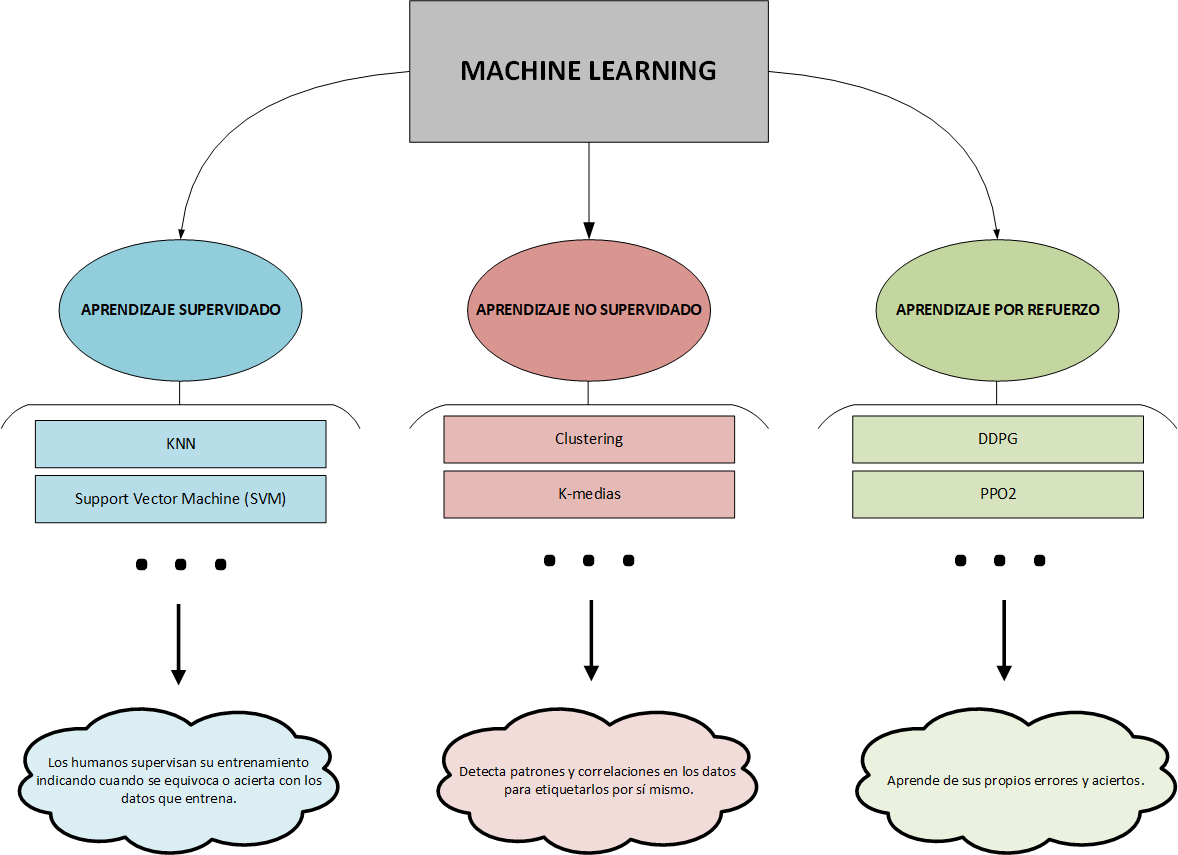 MACHINE LEARNING
APRENDIZAJE SUPERVIDADO
APRENDIZAJE NO SUPERVIDADO
APRENDIZAJE POR REFUERZO
KNN
Support Vector Machine (SVM)
Clustering
K-medias
DDPG
PPO2
Los humanos supervisan su entrenamiento
indicando cuando se equivoca o acierta con los
datos que entrena.
Detecta patrones y correlaciones en los datos
para etiquetarlos por sí mismo.
Aprende de sus propios errores y aciertos.